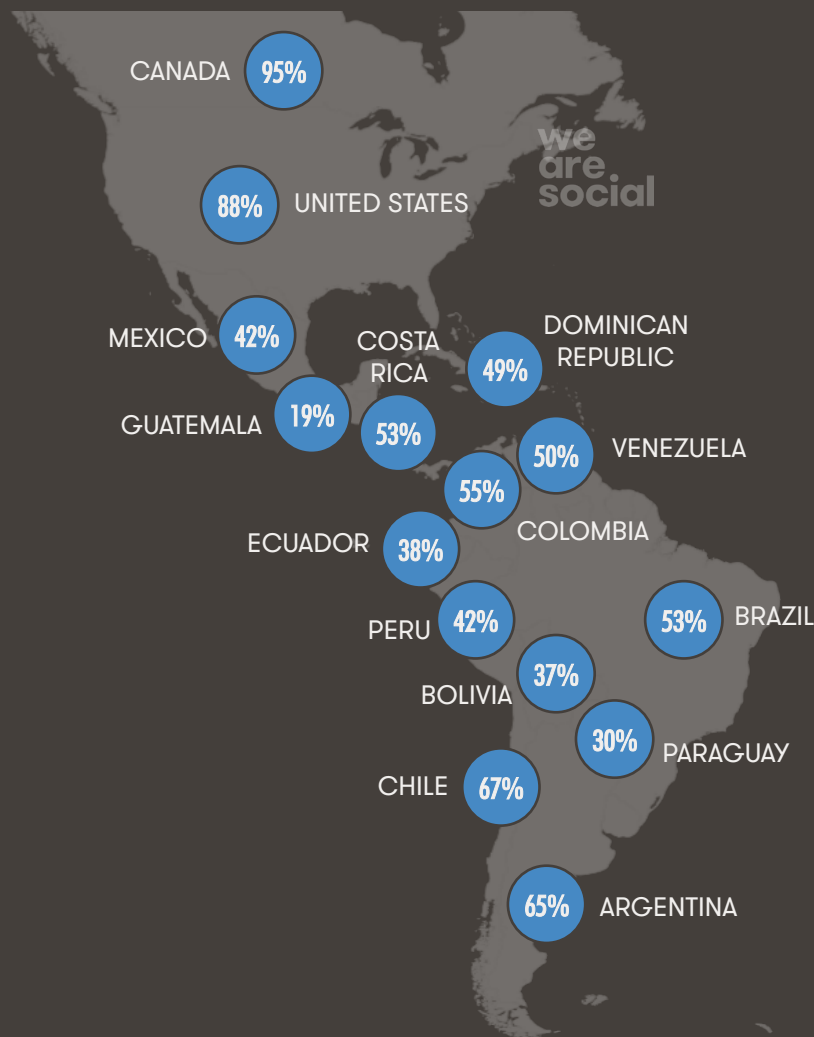 CANADA
95%
we
are
social
88%
UNITED STATES
MEXICO
42%
COSTA
RICA
DOMINICAN
REPUBLIC
49%
GUATEMALA
19%
53%
50%
VENEZUELA
55%
COLOMBIA
ECUADOR
38%
PERU
42%
53%
BRAZIL
BOLIVIA
37%
30%
PARAGUAY
CHILE
67%
65%
ARGENTINA